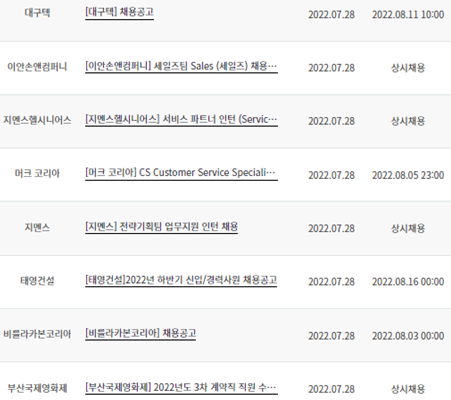 대구텍 [대구텍] 채용공고 2022.07.28 2022.08.11 10:00
이안손앤컴퍼니 [이안손앤컴퍼니] 세일즈팀 Sales (세일즈) 채용··· 2022.07.28 상시채용
지멘스헬시니어스 [지멘스헬시니어스] 서비스 파트너 인턴 (Servic··· 2022.07.28 상시채용
머크 코리아 [머크 코리아] CS Customer Service Speciali··· 2022.07.28 2022.08.05 23:00
지멘스 [지멘스] 전략기획팀 업무지원 인턴 채용 2022.07.28 상시채용
태영건설 [태영건설]2022년 하반기 신입/경력사원 채용공고 2022.07.28 2022.08.16 00:00
비를라카본코리아 [비를라카본코리아] 채용공고 2022.07.28 2022.08.03 00:00
부산국제영화제 [부산국제영화제] 2022년도 3차 계약직 직원 수··· 2022.07.28 상시채용